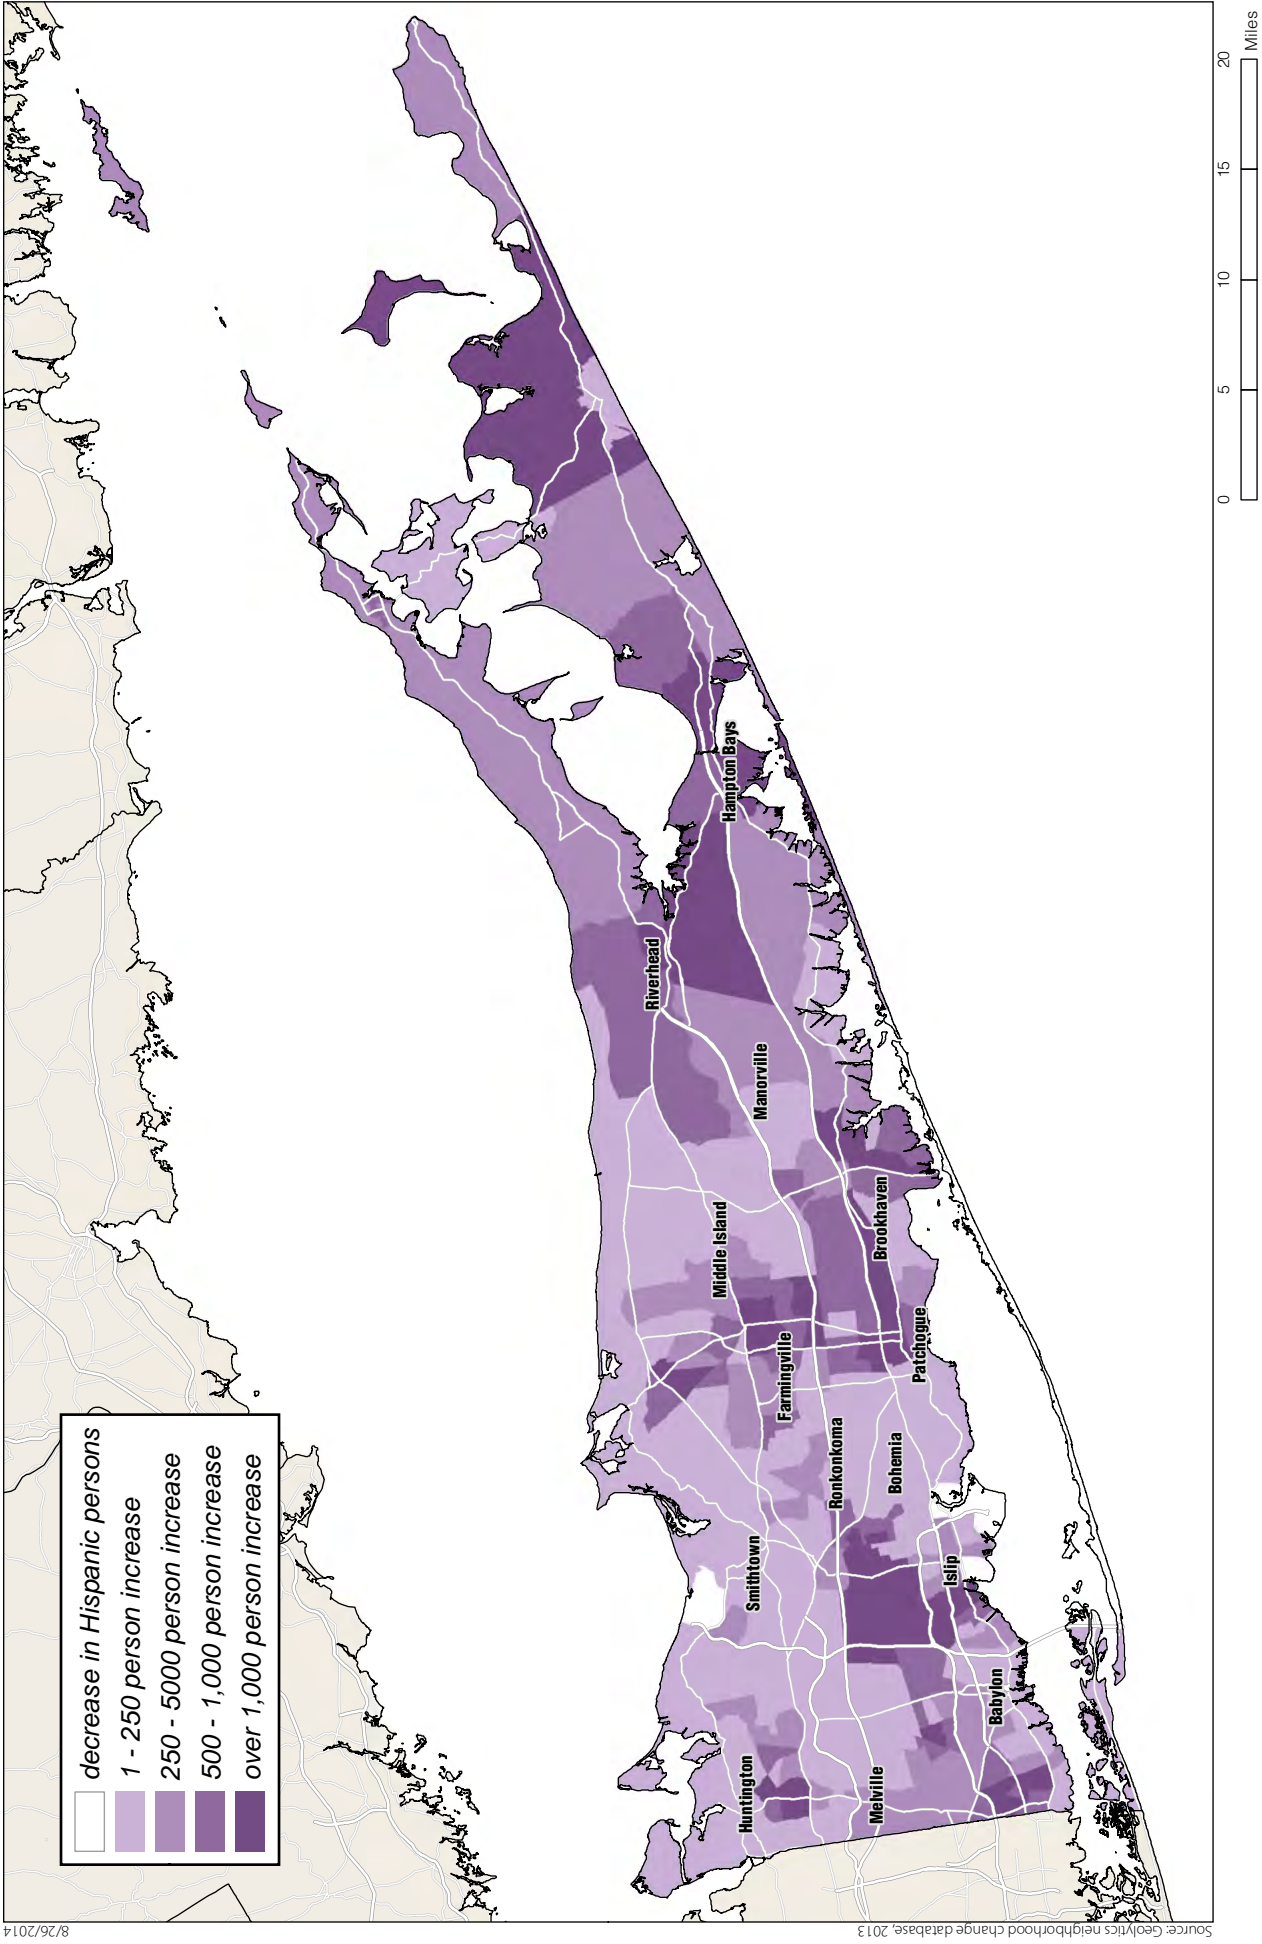 decrease in Hispanic persons
1 - 250 person increase
250 - 5000 person increase
500 - 1,000 person increase
over 1,000 person increase
Riverhead
Hampton Bays
Manorville
Middle Island
Brookhaven
Patchogue
Farmingville
Ronkonkoma
Bohemia
Smithtown
Islip
Babylon
Huntington
Melville
0 5 10 15 20
Miles
8/26/2014
Source: Geolytics neighborhood change database, 2013